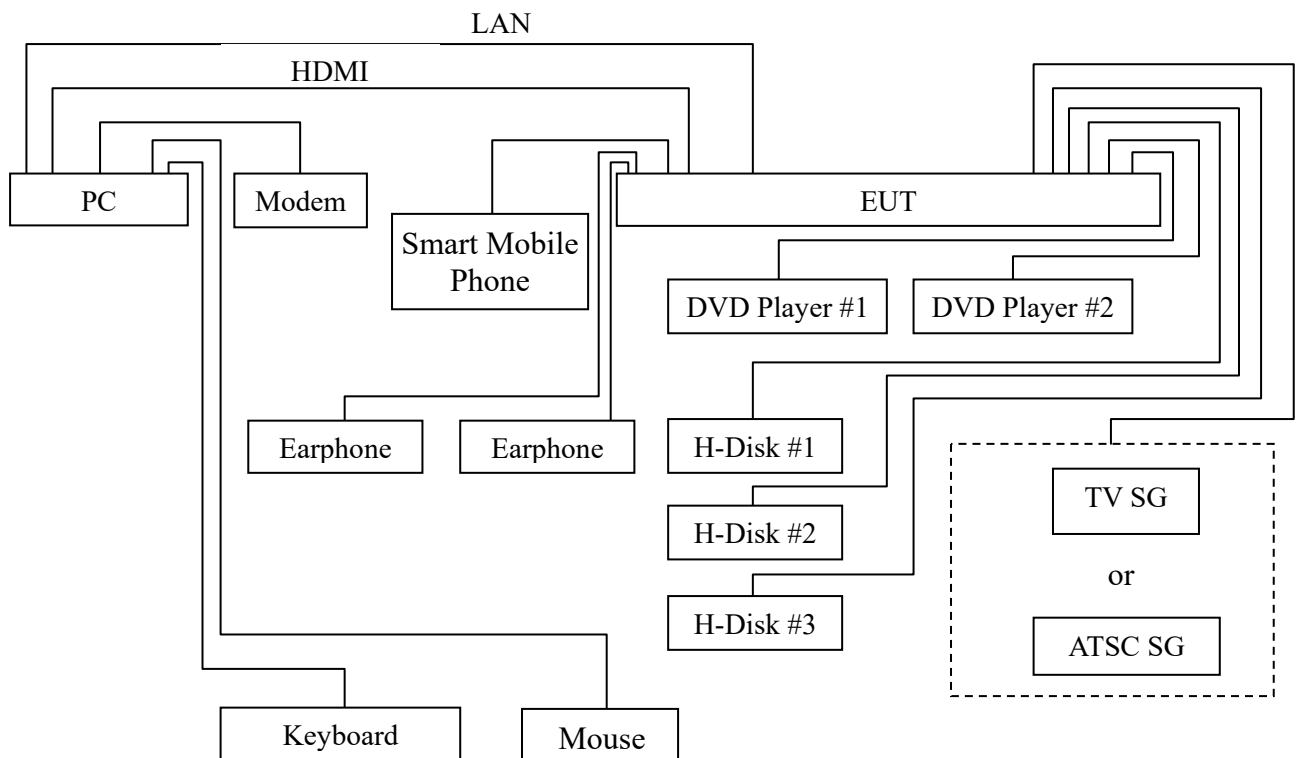 LAN
HDMI
PC
Modem
EUT
Smart Mobile
Phone
DVD Player #1
DVD Player #2
Earphone
Earphone
H-Disk #1
H-Disk #2
H-Disk #3
TV SG
or
ATSC SG
Keyboard
Mouse